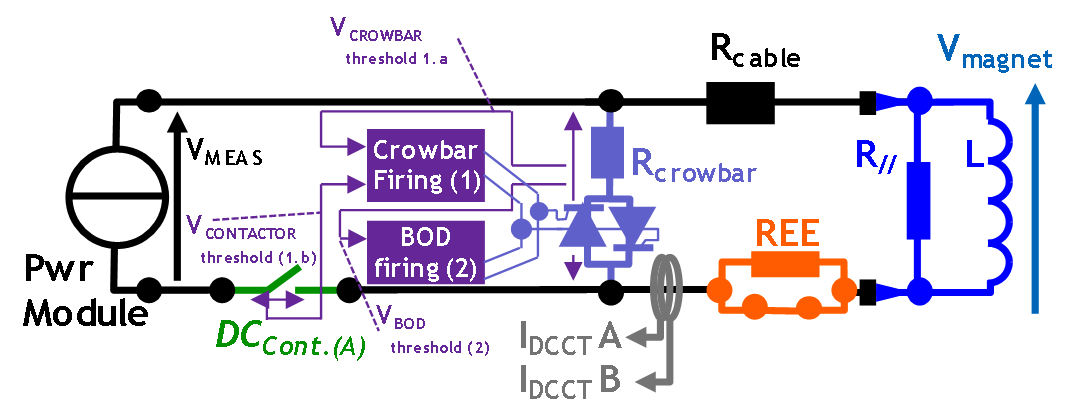 VCROWBAR
threshold 1.a
Rcable
Vmagnet
VMEAS
Crowbar
Firing (1)
Rcrowbar
R//
L
VCONTACTOR
threshold (1.b)
BOD
firing (2)
REE
Pwr
Module
DCCont.(A)
VBOD
threshold (2)
IDCCT A
IDCCT B